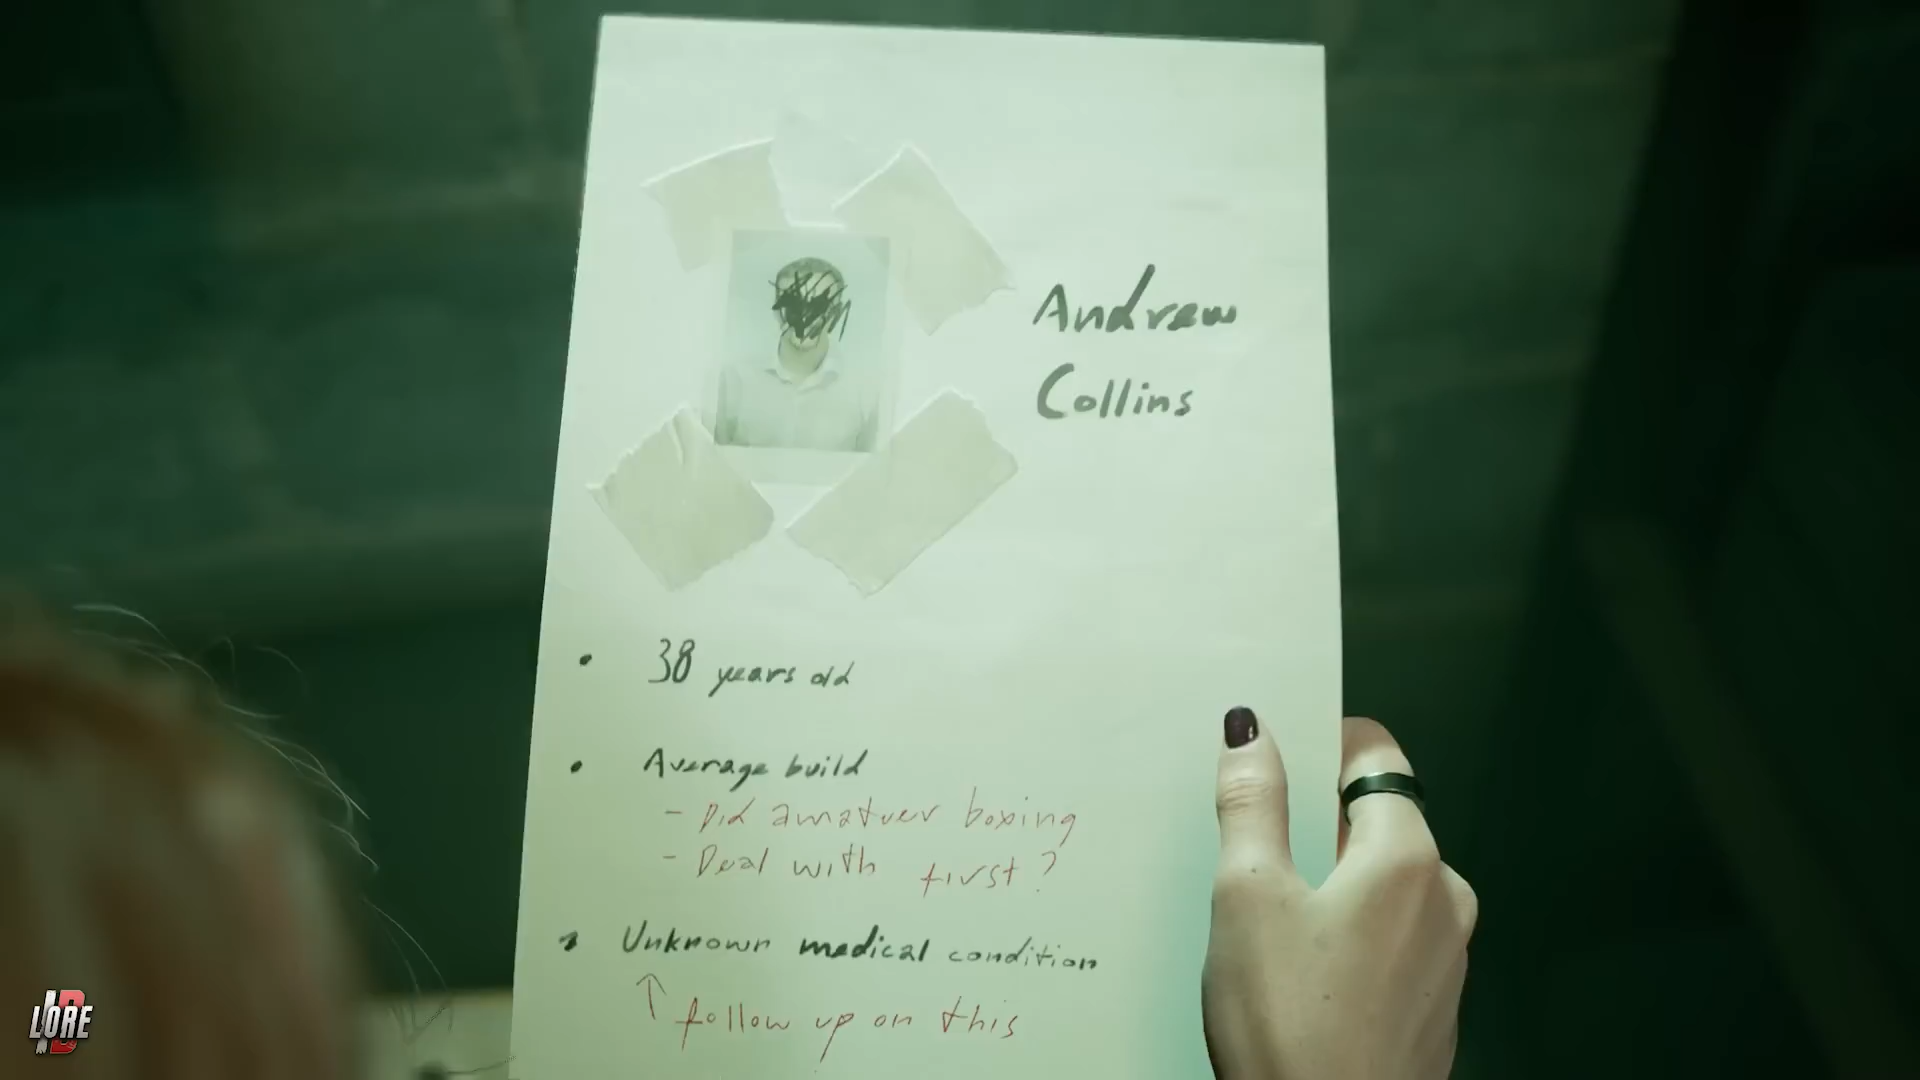 Andrew
Collins
• 38 years old
• Average build
- Did amatuer boxing
- Deal with first?
• Unknown medical condition
↑ follow up on this
LORE